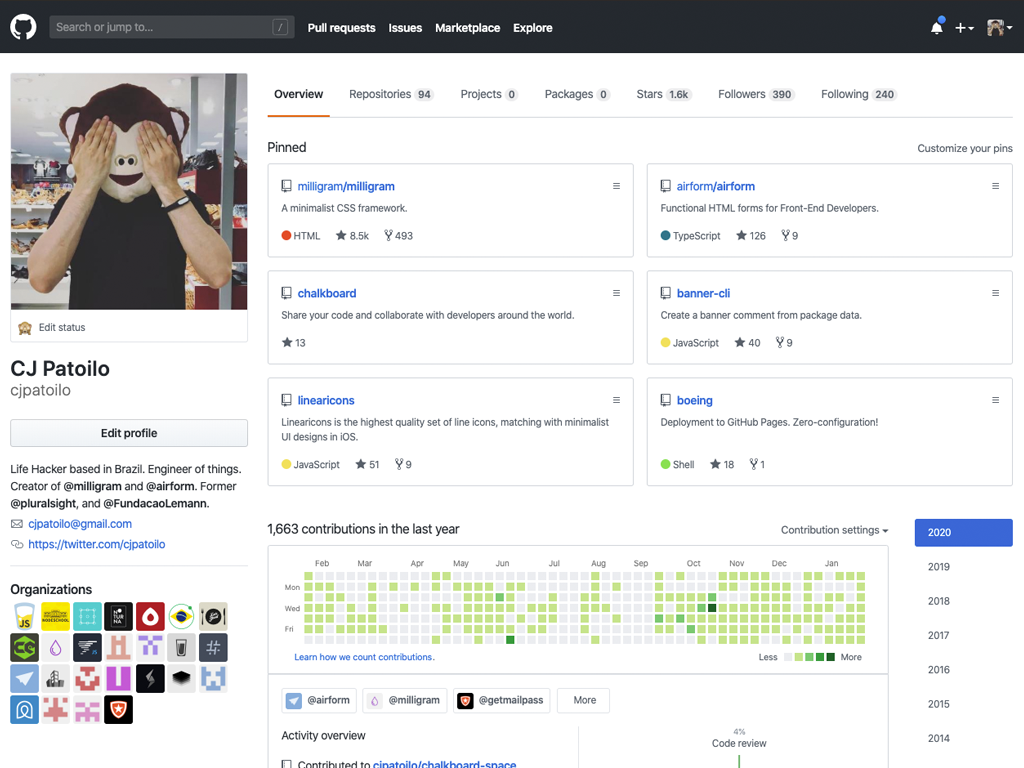 Search or jump to...
/
Pull requests
Issues
Marketplace
Explore
Overview
Repositories 94
Projects 0
Packages 0
Stars 1.6k
Followers 390
Following 240
Edit status
CJ Patoilo
cjpatoilo
Edit profile
Life Hacker based in Brazil. Engineer of things.
Creator of @milligram and @airform. Former
@pluralsight, and @FundacaoLemann.
cjpatoilo@gmail.com
https://twitter.com/cjpatoilo
Organizations
JS
NODESCHOOL
NO
TUR
NA
Pinned
Customize your pins
milligram/milligram
A minimalist CSS framework.
HTML 8.5k 493
airform/airform
Functional HTML forms for Front-End Developers.
TypeScript 126 9
chalkboard
Share your code and collaborate with developers around the world.
13
banner-cli
Create a banner comment from package data.
JavaScript 40 9
linearicons
Linearicons is the highest quality set of line icons, matching with minimalist
UI designs in iOS.
JavaScript 51 9
boeing
Deployment to GitHub Pages. Zero-configuration!
Shell 18 1
1,663 contributions in the last year
Contribution settings
Feb Mar Apr May Jun Jul Aug Sep Oct Nov Dec Jan
Mon
Wed
Fri
Learn how we count contributions.
Less More
@airform
@milligram
@getmailpass
More
Activity overview
Contributed to cjpatoilo/chalkboard-space
4%
Code review
2020
2019
2018
2017
2016
2015
2014